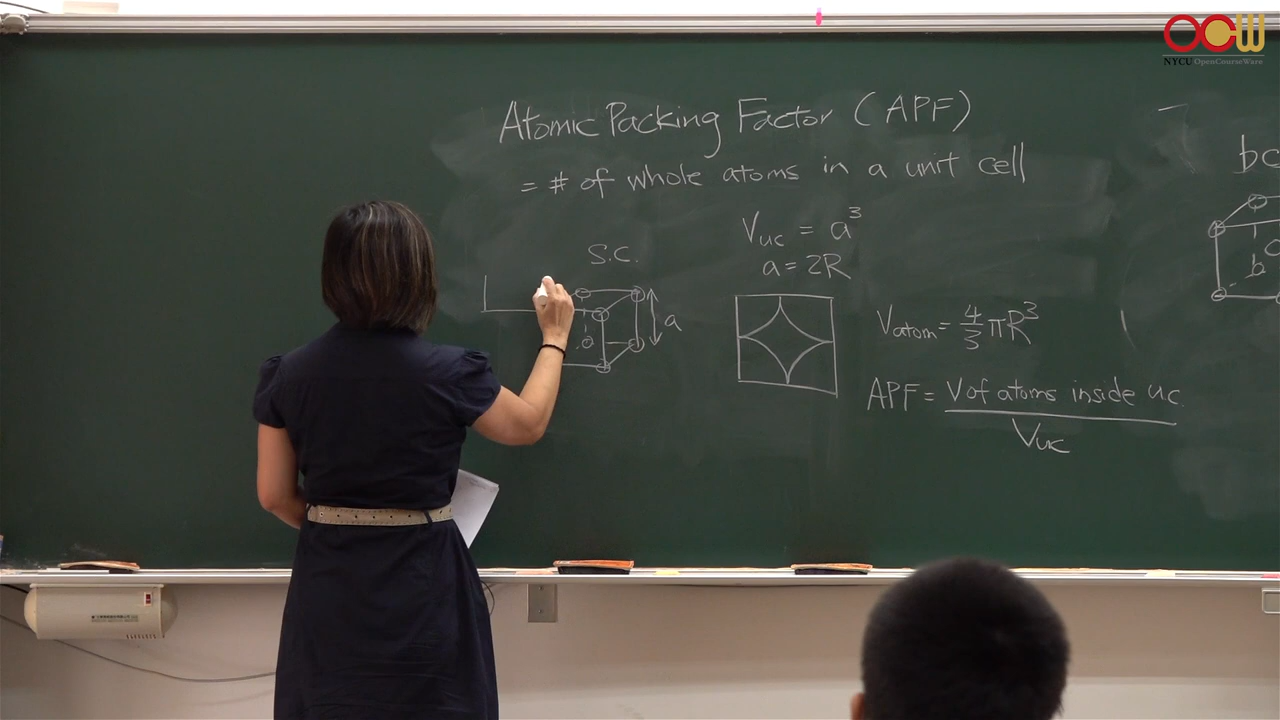 OCW
NYCU OpenCourseWare
Atomic Packing Factor (APF)
= # of whole atoms in a unit cell
S.C.
a
Vuc = a³
a = 2R
Vatom = 4/3 πR³
APF = V of atoms inside u.c.
Vuc
bc